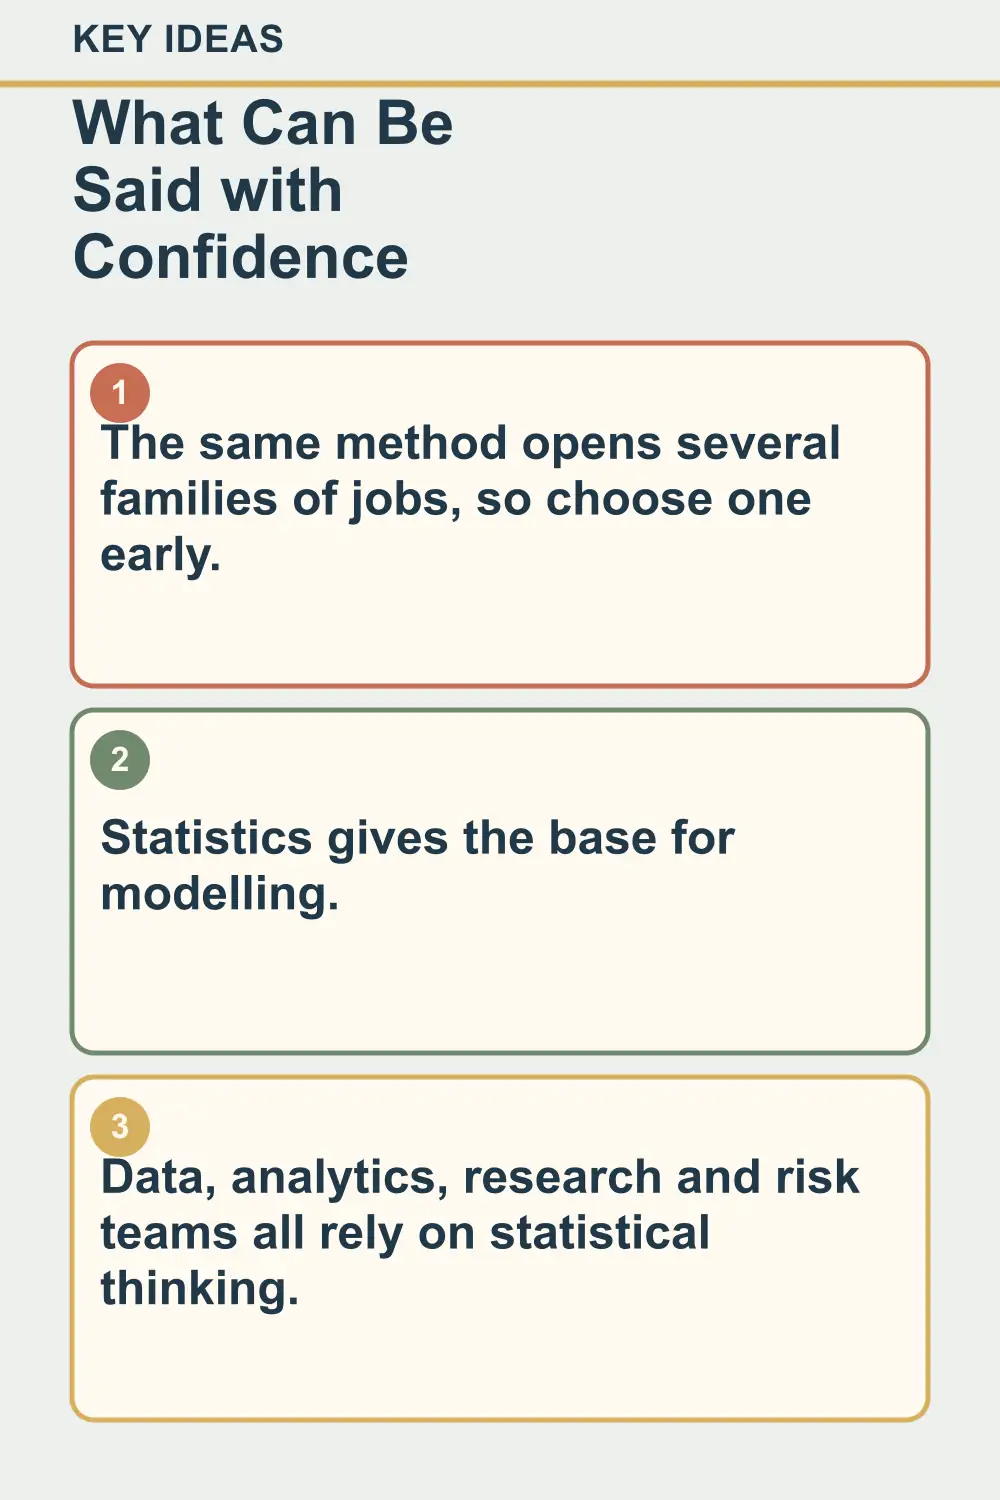 KEY IDEAS
What Can Be
Said with
Confidence
1
The same method opens several
families of jobs, so choose one
early.
2
Statistics gives the base for
modelling.
3
Data, analytics, research and risk
teams all rely on statistical
thinking.